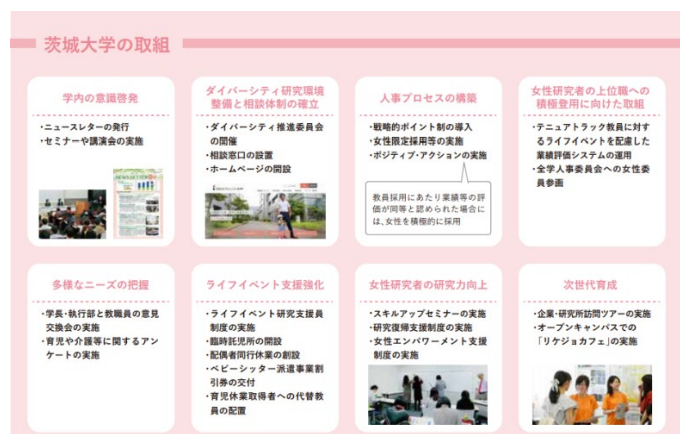 茨城大学の取組
学内の意識啓発
・ニュースレターの発行
・セミナーや講演会の実施
ダイバーシティ研究環境
整備と相談体制の確立
・ダイバーシティ推進委員会
の開催
・相談窓口の設置
・ホームページの開設
人事プロセスの構築
・戦略的ポイント制の導入
・女性限定採用等の実施
・ポジティブ・アクションの実施
教員採用にあたり業績等の評
価が同等と認められた場合に
は、女性を積極的に採用
女性研究者の上位職への
積極登用に向けた取組
・テニュアトラック教員に対す
るライフイベントを配慮した
業績評価システムの運用
・全学人事委員会への女性委
員参画
多様なニーズの把握
・学長・執行部と教職員の意見
交換会の実施
・育児や介護等に関するアン
ケートの実施
ライフイベント支援強化
・ライフイベント研究支援員
制度の実施
・臨時託児所の開設
・配偶者同行休業の創設
・ベビーシッター派遣事業割
引券の交付
・育児休業取得者への代替教
員の配置
女性研究者の研究力向上
・スキルアップセミナーの実施
・研究復帰支援制度の実施
・女性エンパワーメント支援
制度の実施
次世代育成
・企業・研究所訪問ツアーの実施
・オープンキャンパスでの
「リケジョカフェ」の実施